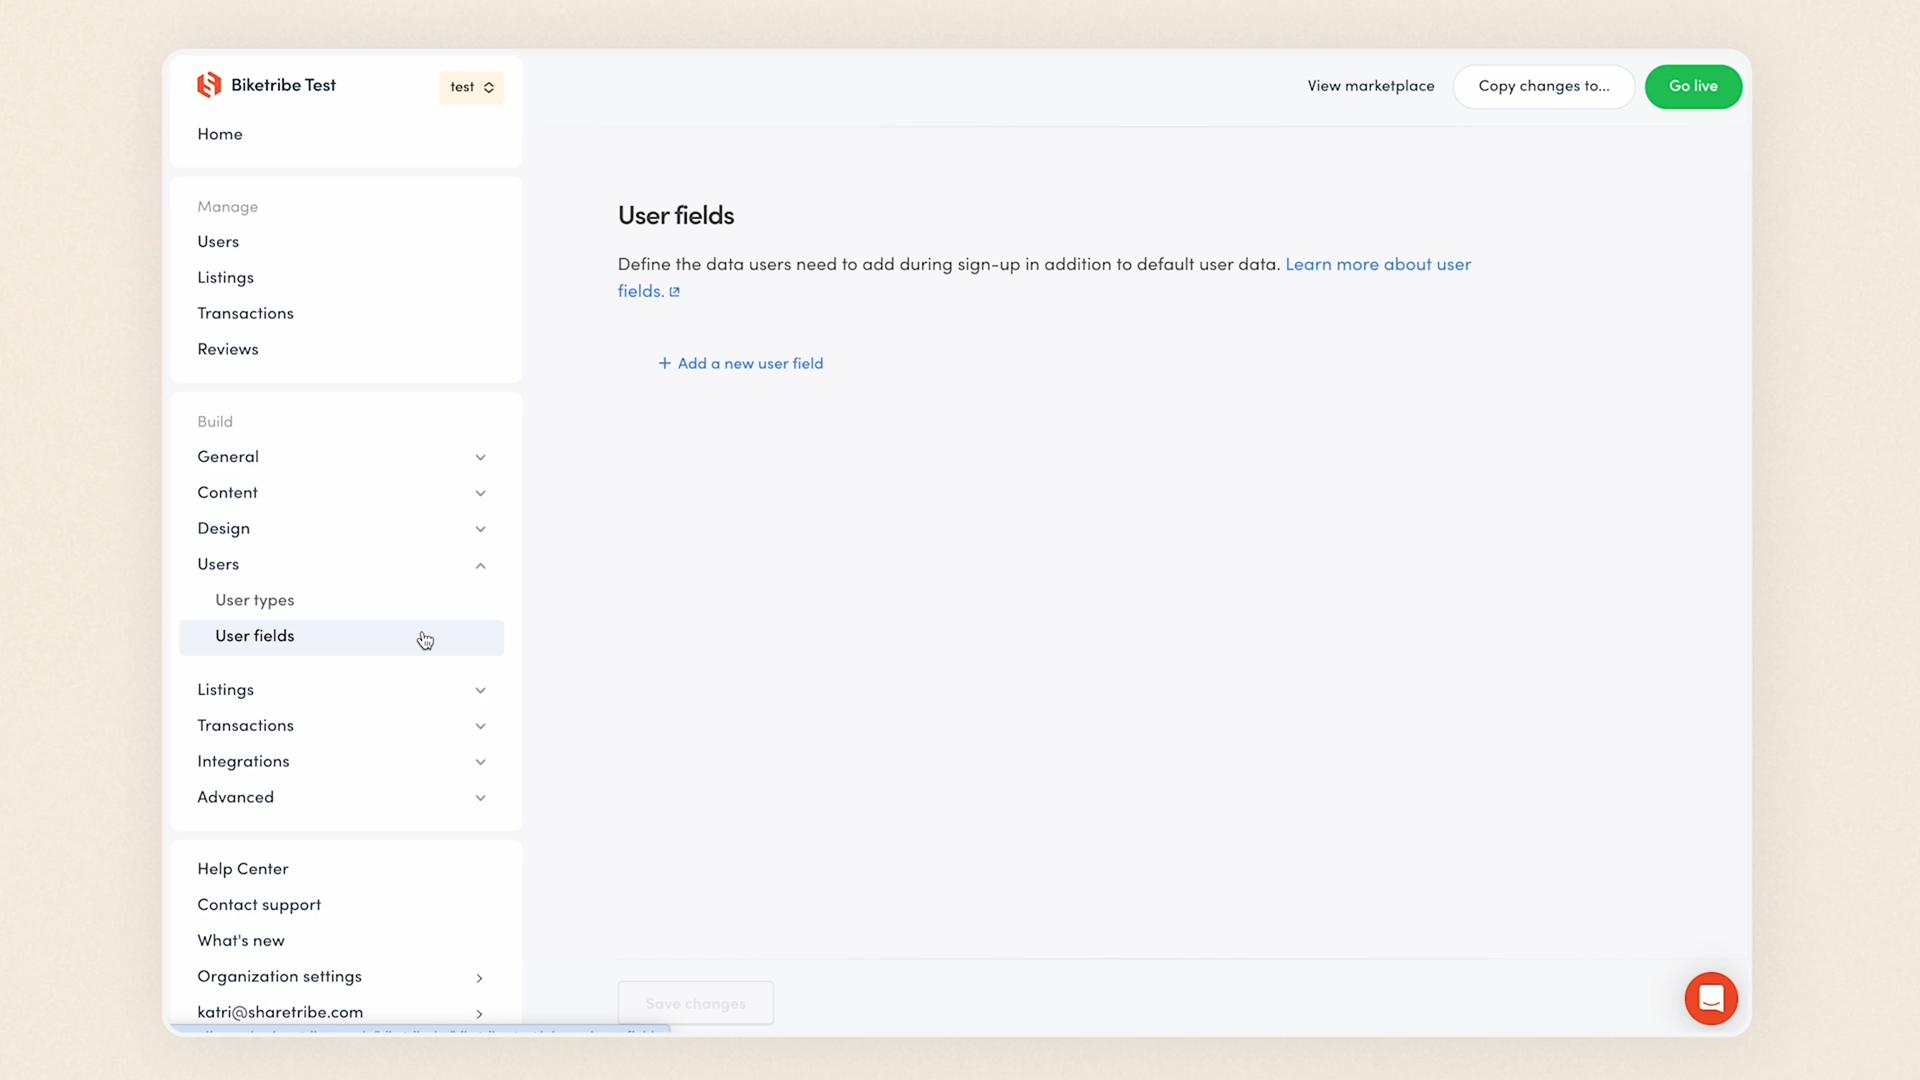 Biketribe Test
test
Home
Manage
Users
Listings
Transactions
Reviews
Build
General
Content
Design
Users
User types
User fields
Listings
Transactions
Integrations
Advanced
Help Center
Contact support
What's new
Organization settings
katri@sharetribe.com
View marketplace
Copy changes to...
Go live
User fields
Define the data users need to add during sign-up in addition to default user data. Learn more about user
fields.
+ Add a new user field
Save changes